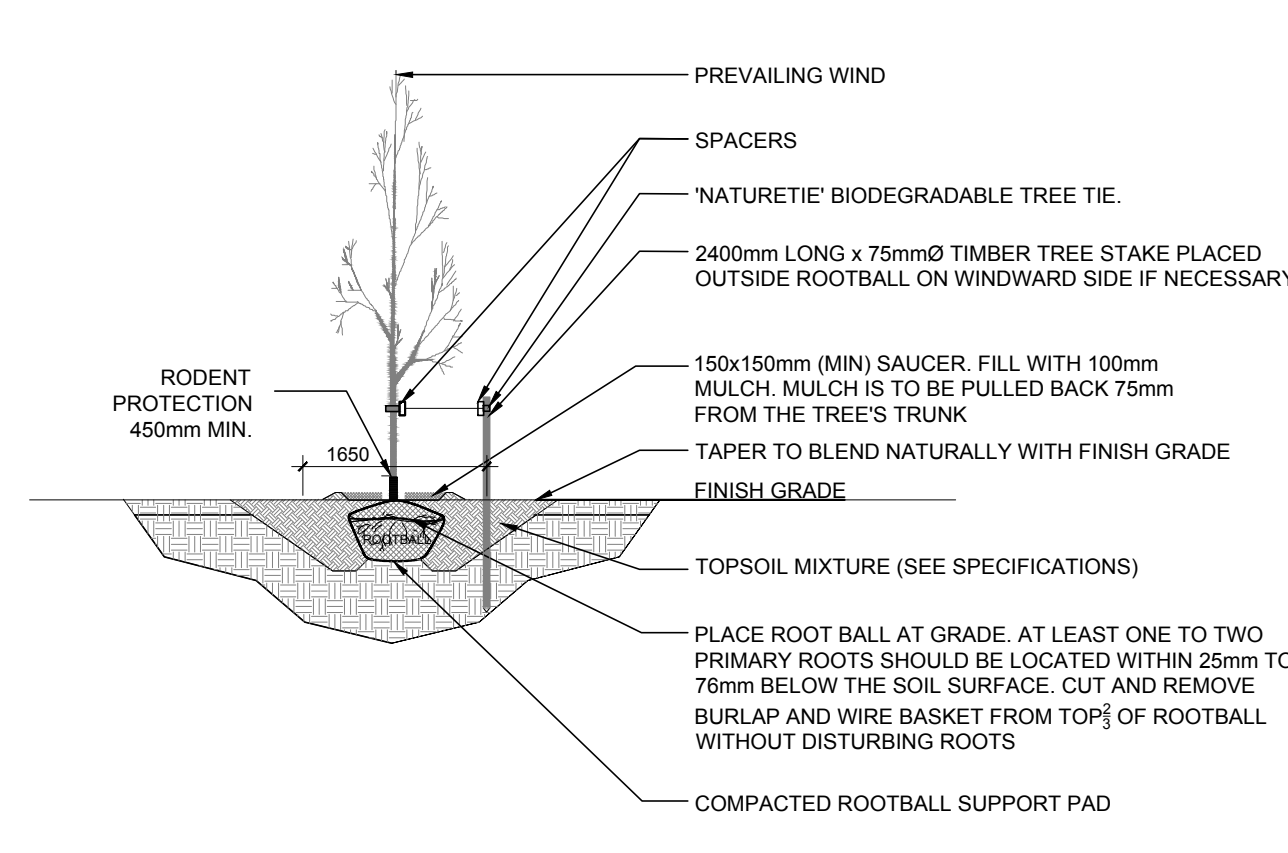 PREVAILING WIND
SPACERS
'NATURETIE' BIODEGRADABLE TREE TIE.
2400mm LONG x 75mmØ TIMBER TREE STAKE PLACED
OUTSIDE ROOTBALL ON WINDWARD SIDE IF NECESSARY
150x150mm (MIN) SAUCER. FILL WITH 100mm
MULCH. MULCH IS TO BE PULLED BACK 75mm
FROM THE TREE'S TRUNK
RODENT
PROTECTION
450mm MIN.
1650
TAPER TO BLEND NATURALLY WITH FINISH GRADE
FINISH GRADE
ROOTBALL
TOPSOIL MIXTURE (SEE SPECIFICATIONS)
PLACE ROOT BALL AT GRADE. AT LEAST ONE TO TWO
PRIMARY ROOTS SHOULD BE LOCATED WITHIN 25mm TO
76mm BELOW THE SOIL SURFACE. CUT AND REMOVE
BURLAP AND WIRE BASKET FROM TOP 2/3 OF ROOTBALL
WITHOUT DISTURBING ROOTS
COMPACTED ROOTBALL SUPPORT PAD